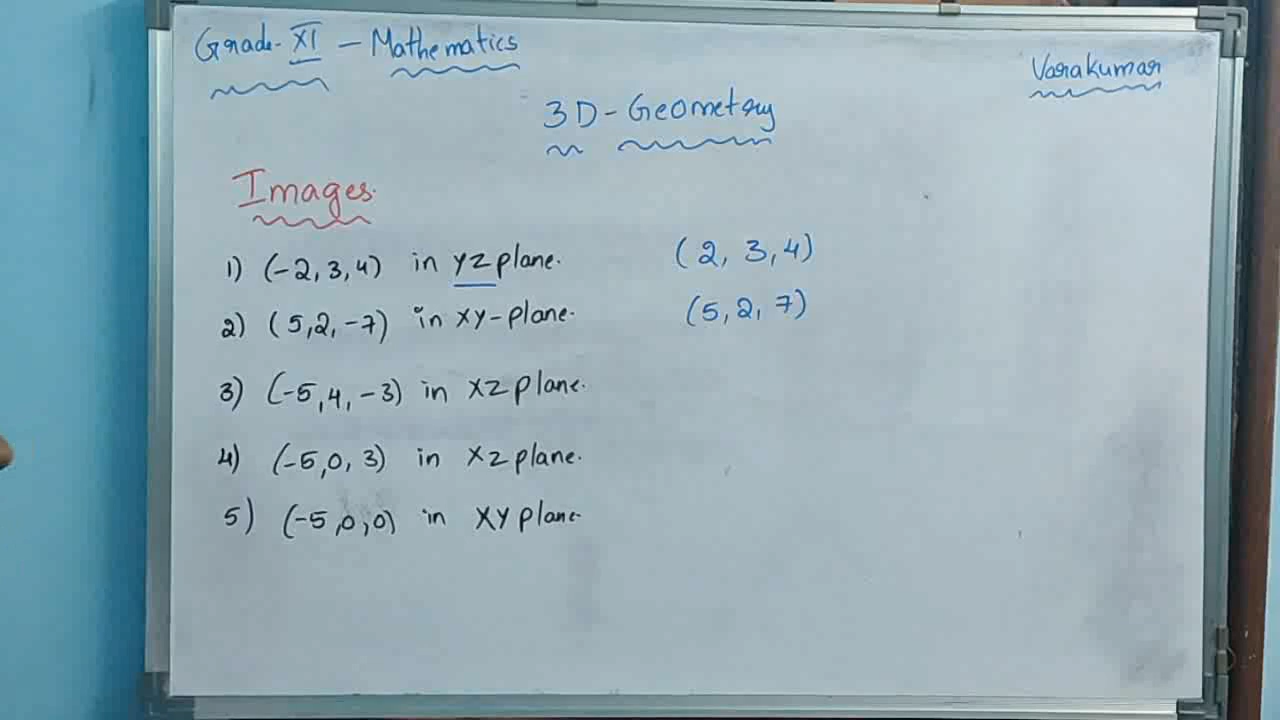 Grade-XI - Mathematics
Varakumar
3D-Geometry
Images.
1) (-2,3,4) in YZ plane. (2, 3, 4)
2) (5,2,-7) in XY-plane. (5, 2, 7)
3) (-5,4,-3) in XZ plane.
4) (-5,0,3) in XZ plane.
5) (-5,0,0) in XY plane.